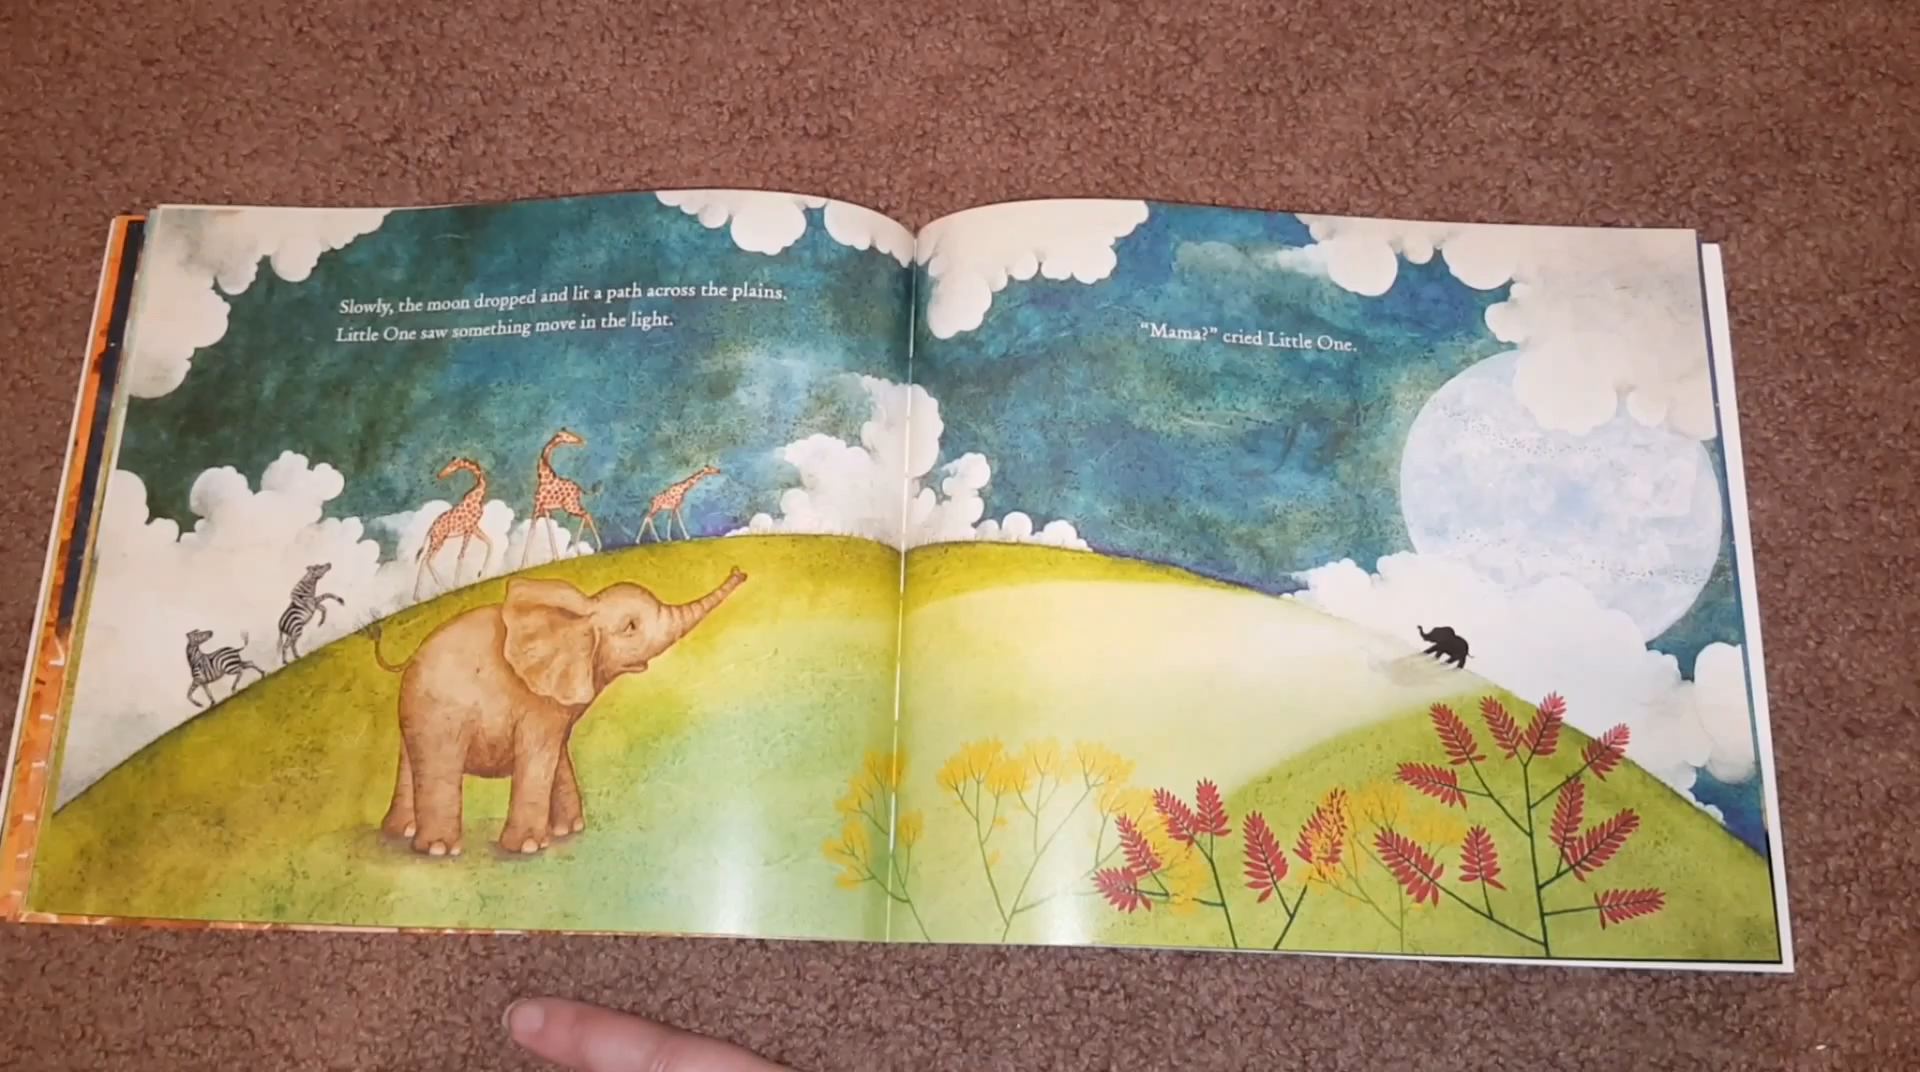 Slowly, the moon dropped and lit a path across the plains.
Little One saw something move in the light.
“Mama?” cried Little One.